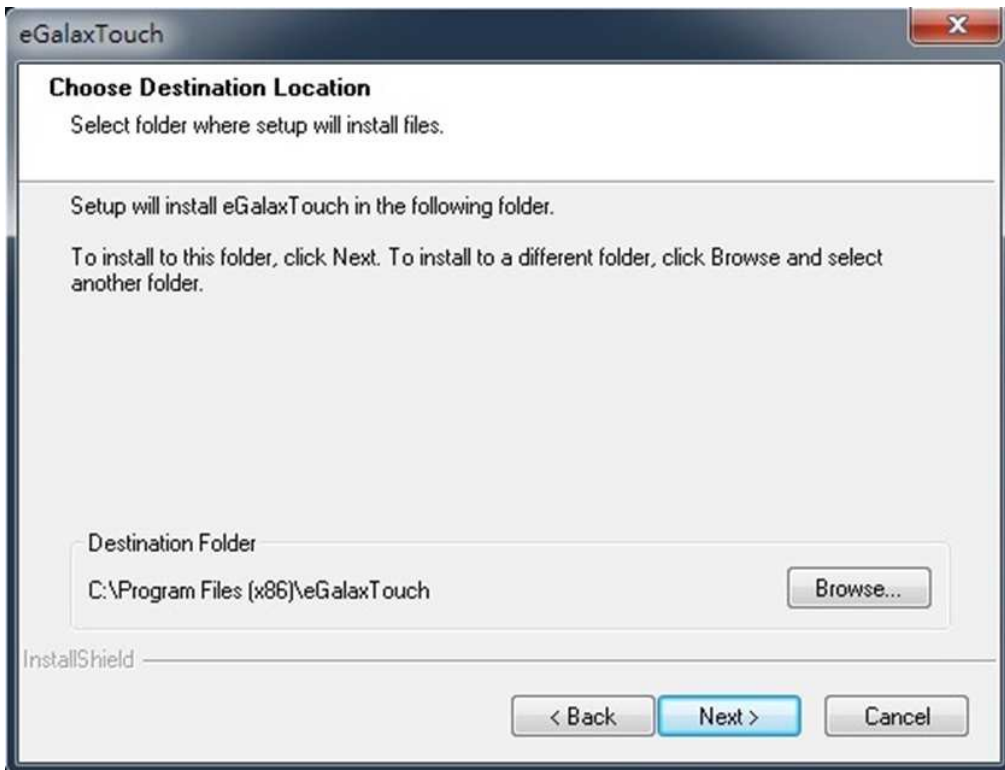 eGalaxTouch
Choose Destination Location
Select folder where setup will install files.
Setup will install eGalaxTouch in the following folder.
To install to this folder, click Next. To install to a different folder, click Browse and select
another folder.
Destination Folder
C:\Program Files (x86)\eGalaxTouch
Browse...
InstallShield
< Back
Next >
Cancel